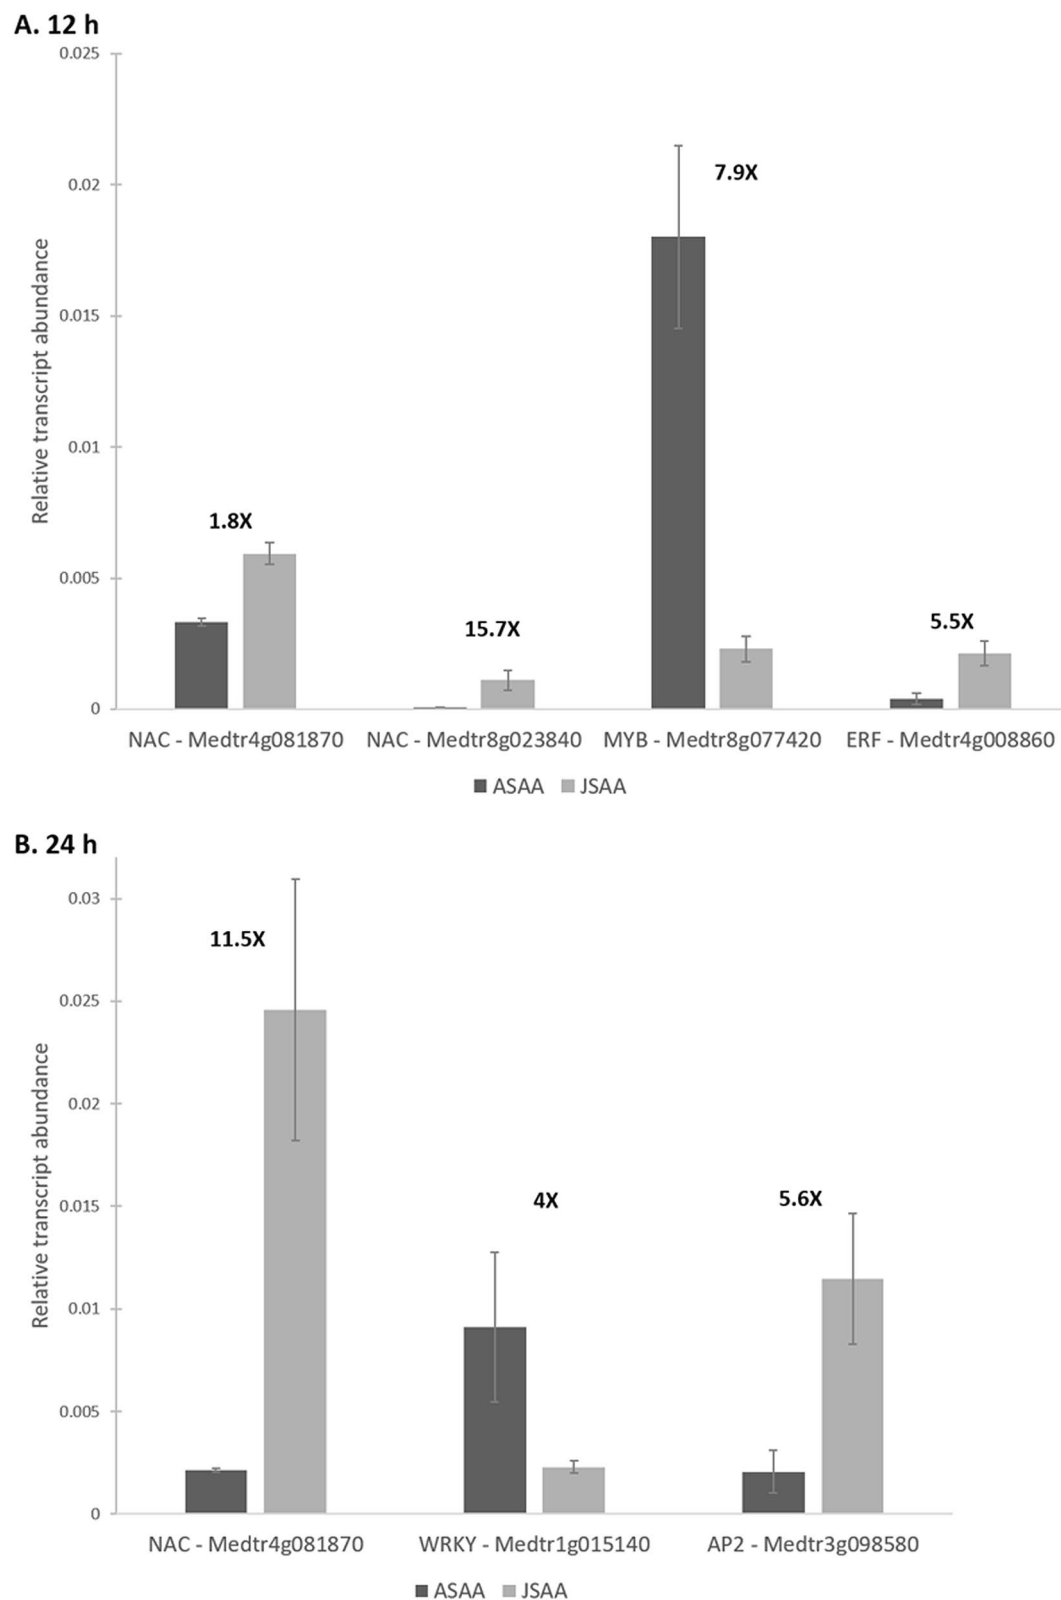 A. 12 h
0.025
0.02
0.015
0.01
0.005
0
Relative transcript abundance
1.8X
15.7X
7.9X
5.5X
NAC - Medtr4g081870
NAC - Medtr8g023840
MYB - Medtr8g077420
ERF - Medtr4g008860
ASAA
JSAA
B. 24 h
0.03
0.025
0.02
0.015
0.01
0.005
0
Relative transcript abundance
11.5X
4X
5.6X
NAC - Medtr4g081870
WRKY - Medtr1g015140
AP2 - Medtr3g098580
ASAA
JSAA